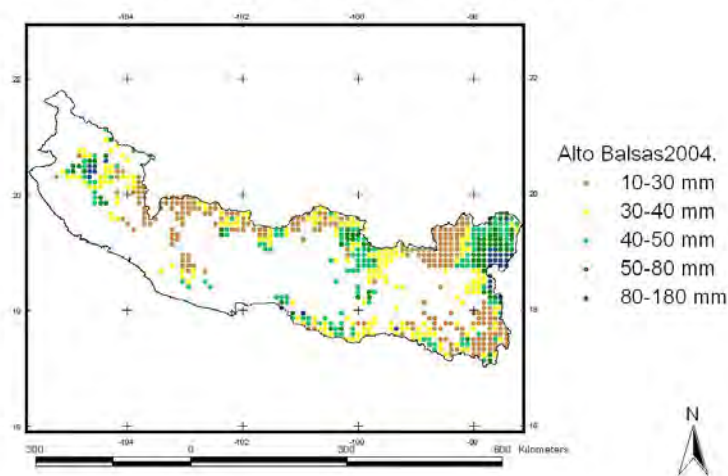 -104 -102 -100 -98
22 22
20 20
18 18
16 16
-104 -102 -100 -98
300 0 300 600 Kilometers
Alto Balsas2004.
10-30 mm
30-40 mm
40-50 mm
50-80 mm
80-180 mm
N